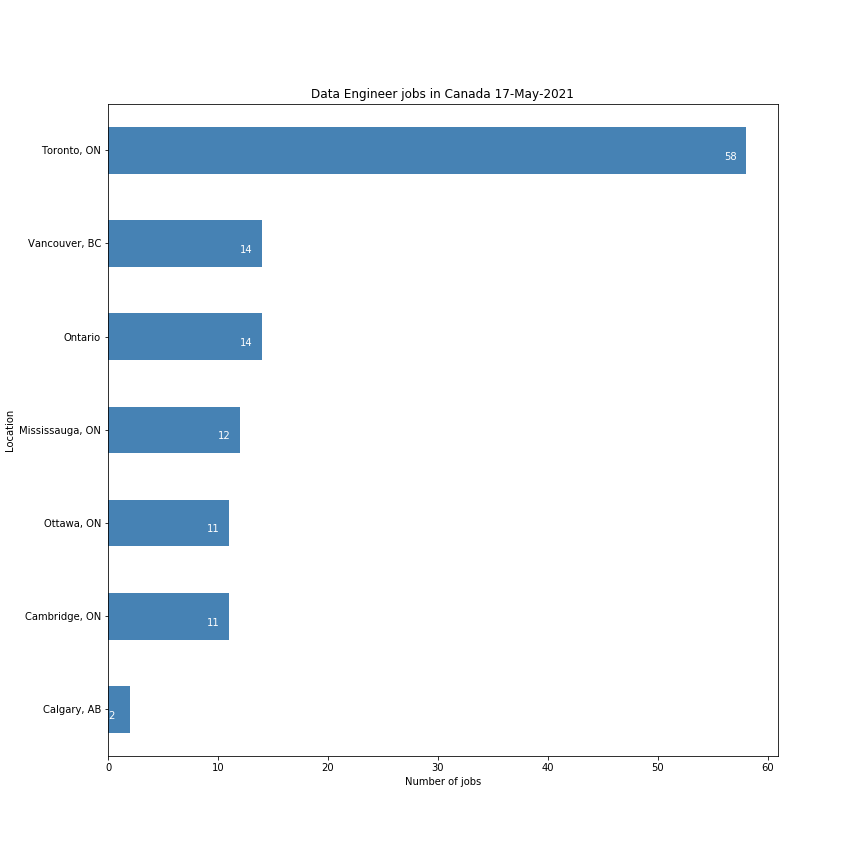 Data Engineer jobs in Canada 17-May-2021
Toronto, ON
58
Vancouver, BC
14
Ontario
14
Mississauga, ON
12
Ottawa, ON
11
Cambridge, ON
11
Calgary, AB
2
Location
0 10 20 30 40 50 60
Number of jobs